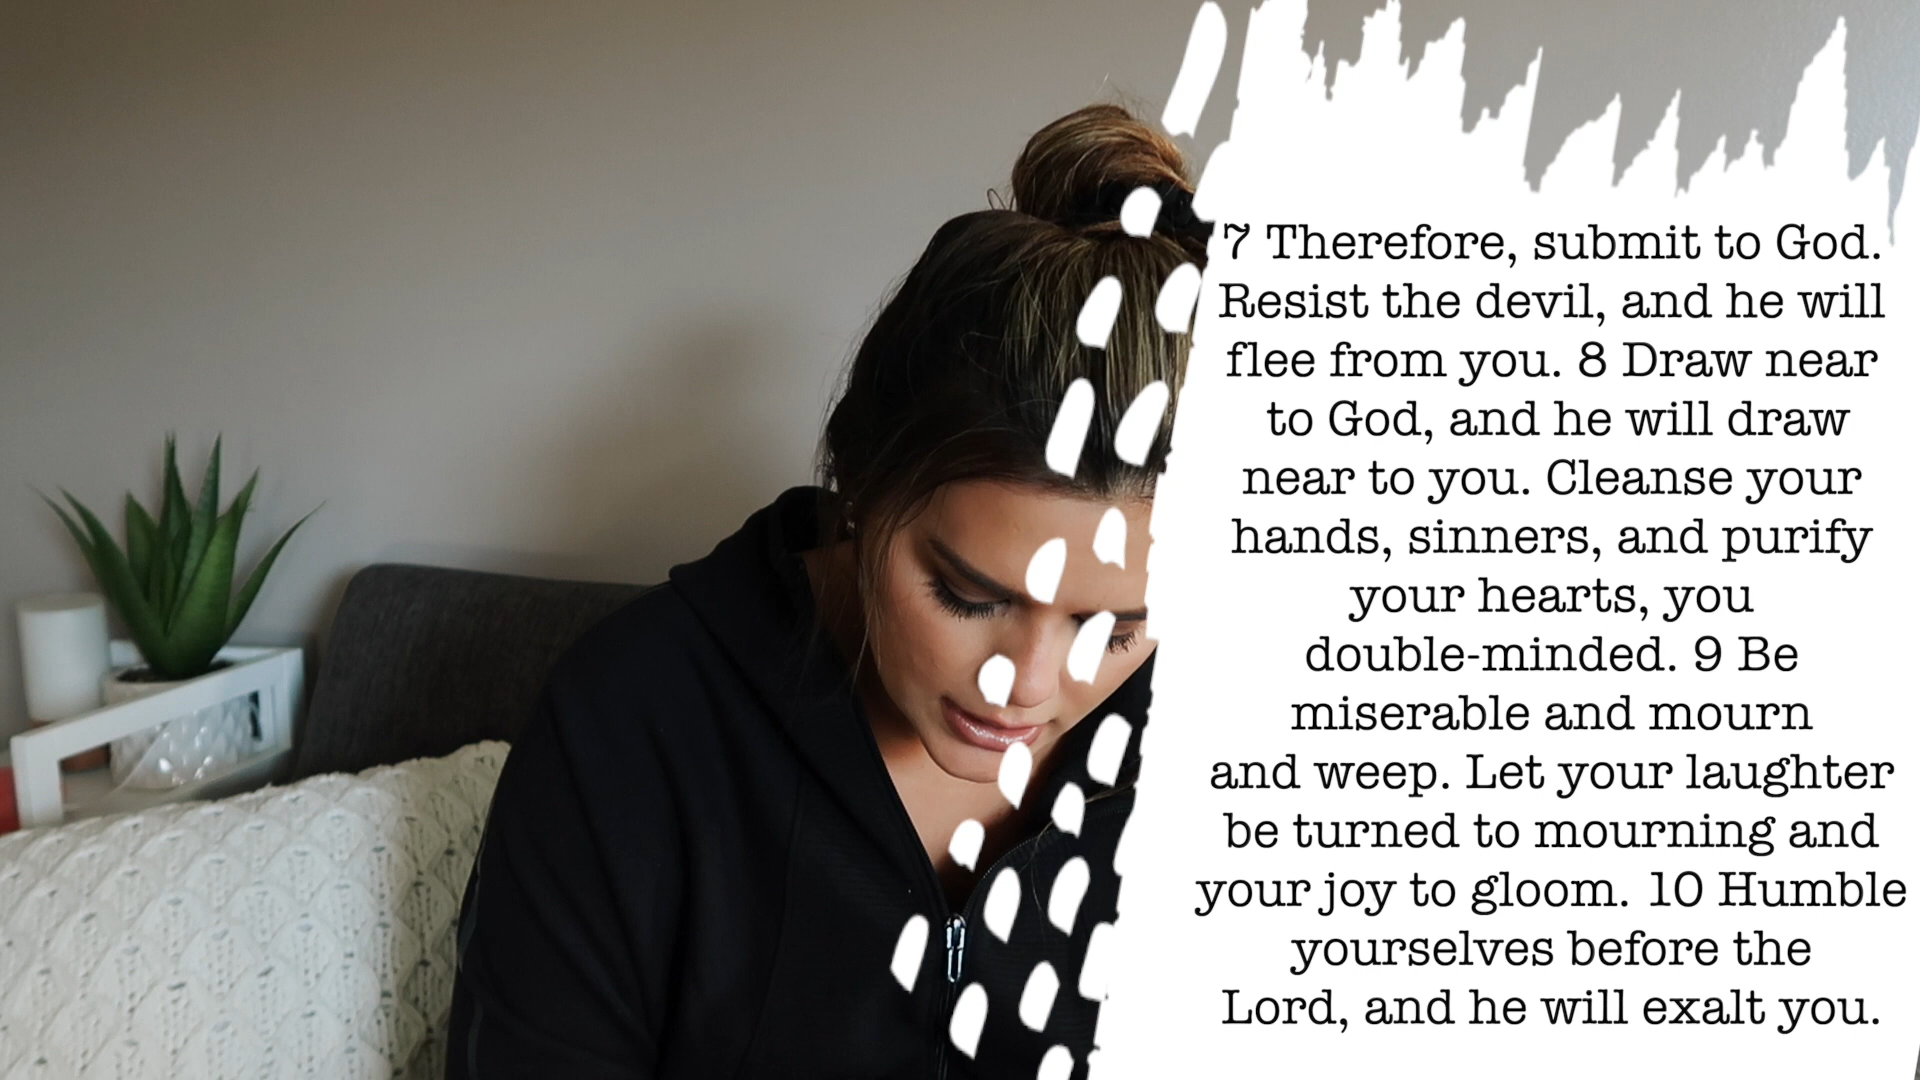 7 Therefore, submit to God.
Resist the devil, and he will
flee from you. 8 Draw near
to God, and he will draw
near to you. Cleanse your
hands, sinners, and purify
your hearts, you
double-minded. 9 Be
miserable and mourn
and weep. Let your laughter
be turned to mourning and
your joy to gloom. 10 Humble
yourselves before the
Lord, and he will exalt you.